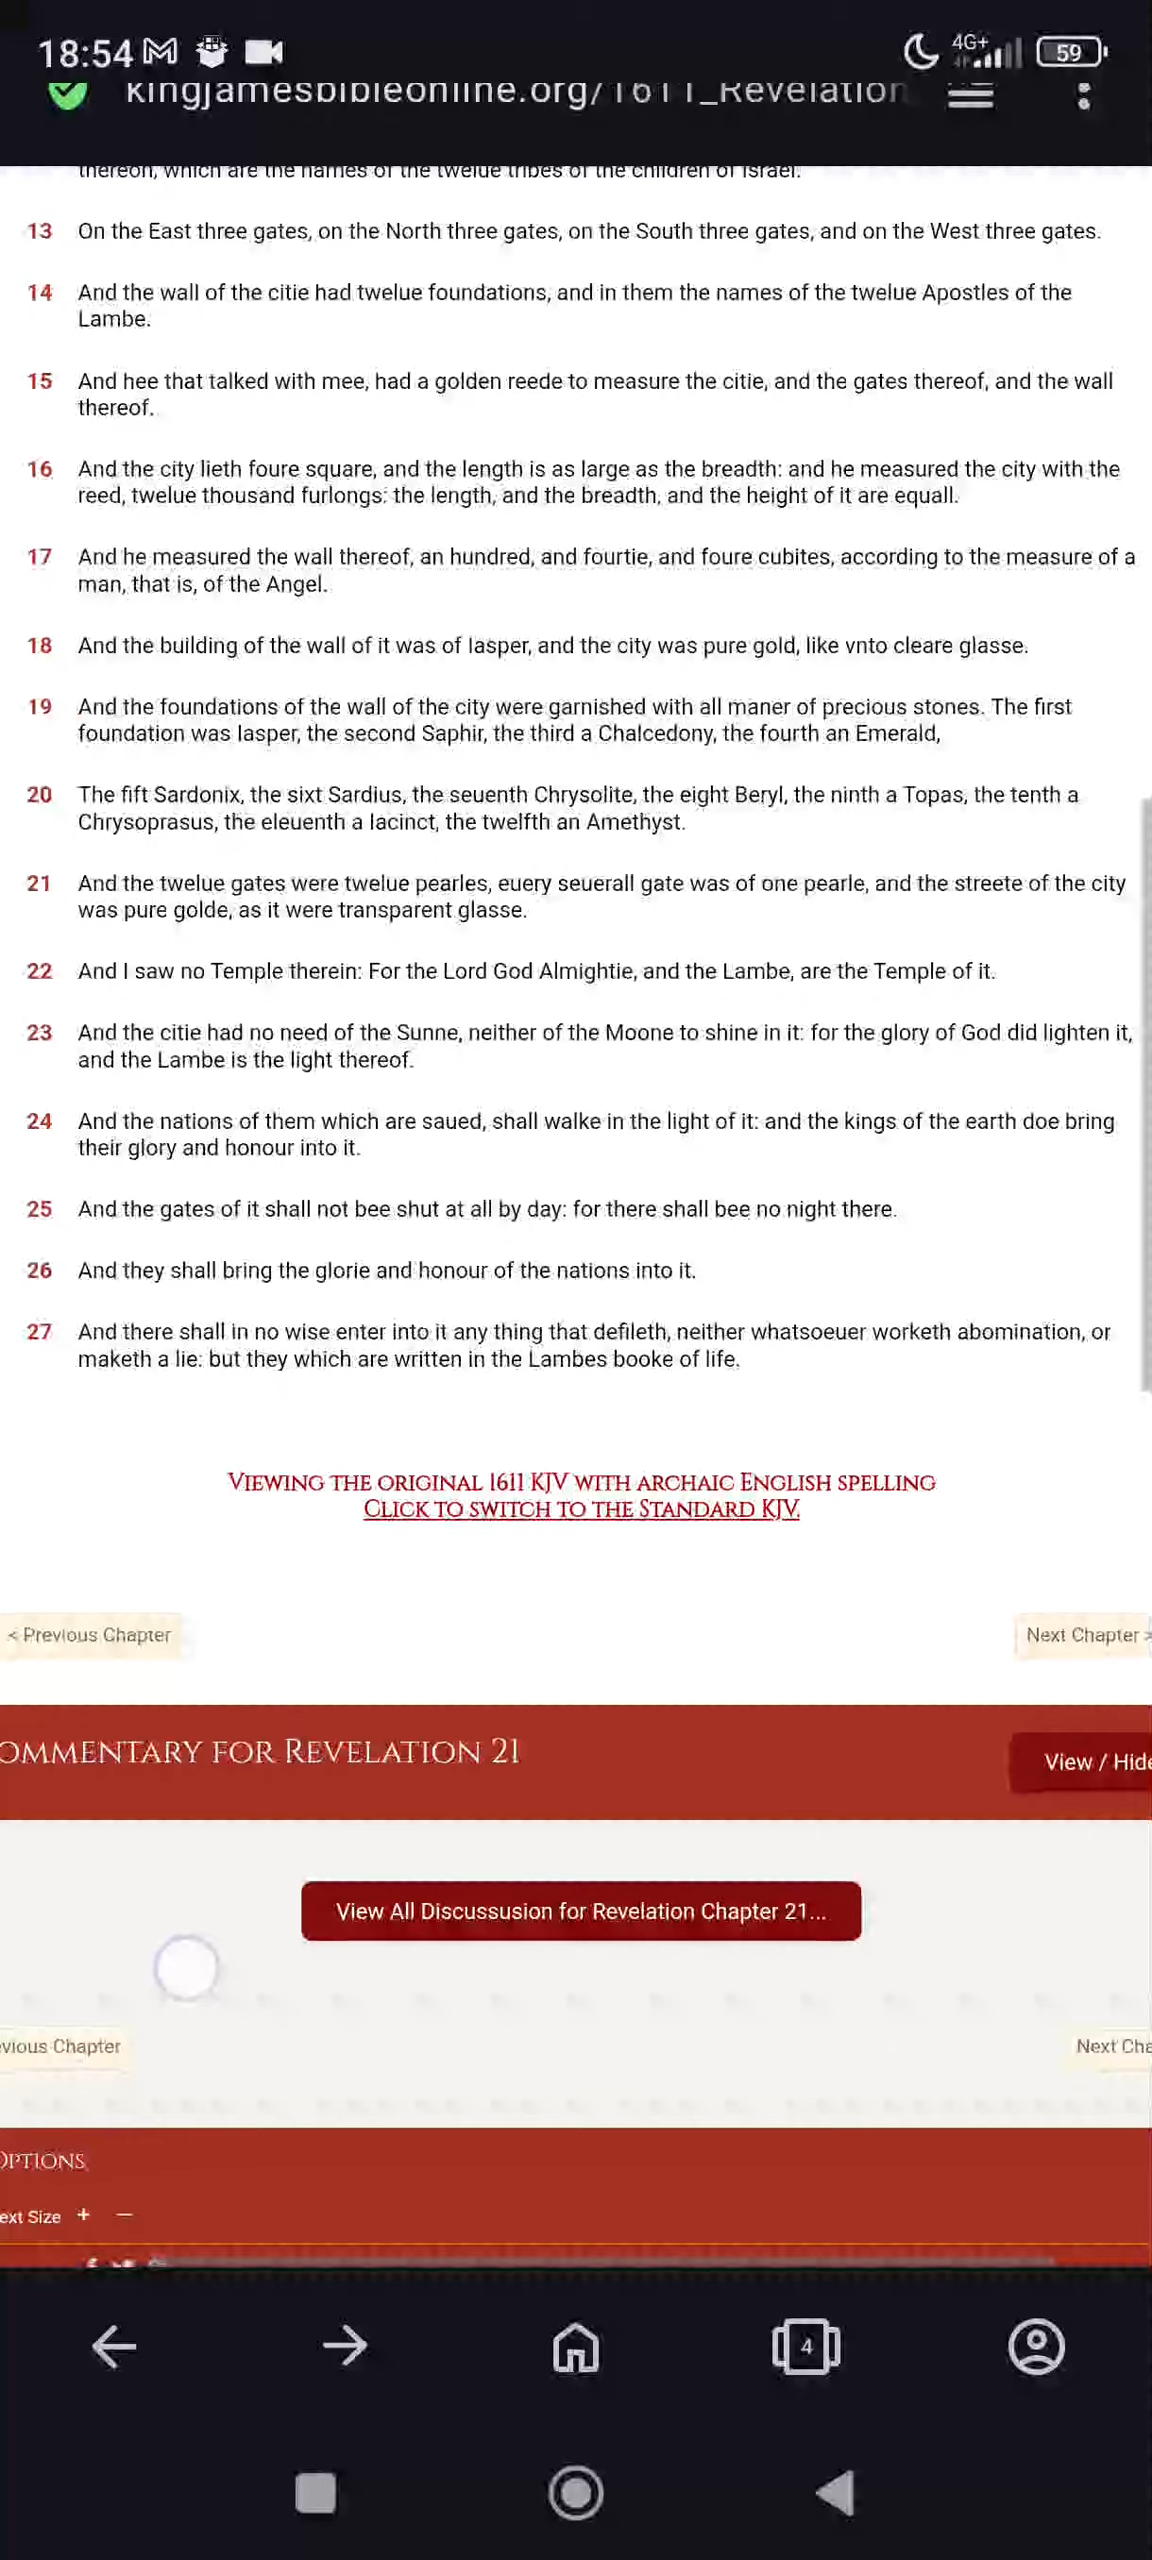 18:54 4G+ 59
kingjamesbibleonline.org/1611_Revelation
thereon, which are the names of the twelue tribes of the children of Israel.
13 On the East three gates, on the North three gates, on the South three gates, and on the West three gates.
14 And the wall of the citie had twelue foundations, and in them the names of the twelue Apostles of the
Lambe.
15 And hee that talked with mee, had a golden reede to measure the citie, and the gates thereof, and the wall
thereof.
16 And the city lieth foure square, and the length is as large as the breadth: and he measured the city with the
reed, twelue thousand furlongs: the length, and the breadth, and the height of it are equall.
17 And he measured the wall thereof, an hundred, and fourtie, and foure cubites, according to the measure of a
man, that is, of the Angel.
18 And the building of the wall of it was of Iasper, and the city was pure gold, like vnto cleare glasse.
19 And the foundations of the wall of the city were garnished with all maner of precious stones. The first
foundation was Iasper, the second Saphir, the third a Chalcedony, the fourth an Emerald,
20 The fift Sardonix, the sixt Sardius, the seuenth Chrysolite, the eight Beryl, the ninth a Topas, the tenth a
Chrysoprasus, the eleuenth a Iacinct, the twelfth an Amethyst.
21 And the twelue gates were twelue pearles, euery seuerall gate was of one pearle, and the streete of the city
was pure golde, as it were transparent glasse.
22 And I saw no Temple therein: For the Lord God Almightie, and the Lambe, are the Temple of it.
23 And the citie had no need of the Sunne, neither of the Moone to shine in it: for the glory of God did lighten it,
and the Lambe is the light thereof.
24 And the nations of them which are saued, shall walke in the light of it: and the kings of the earth doe bring
their glory and honour into it.
25 And the gates of it shall not bee shut at all by day: for there shall bee no night there.
26 And they shall bring the glorie and honour of the nations into it.
27 And there shall in no wise enter into it any thing that defileth, neither whatsoeuer worketh abomination, or
maketh a lie: but they which are written in the Lambes booke of life.
Viewing the original 1611 KJV with archaic English spelling
Click to switch to the Standard KJV.
< Previous Chapter Next Chapter >
ommentary for Revelation 21
View / Hide
View All Discussusion for Revelation Chapter 21...
evious Chapter Next Cha
Options
ext Size + −
4